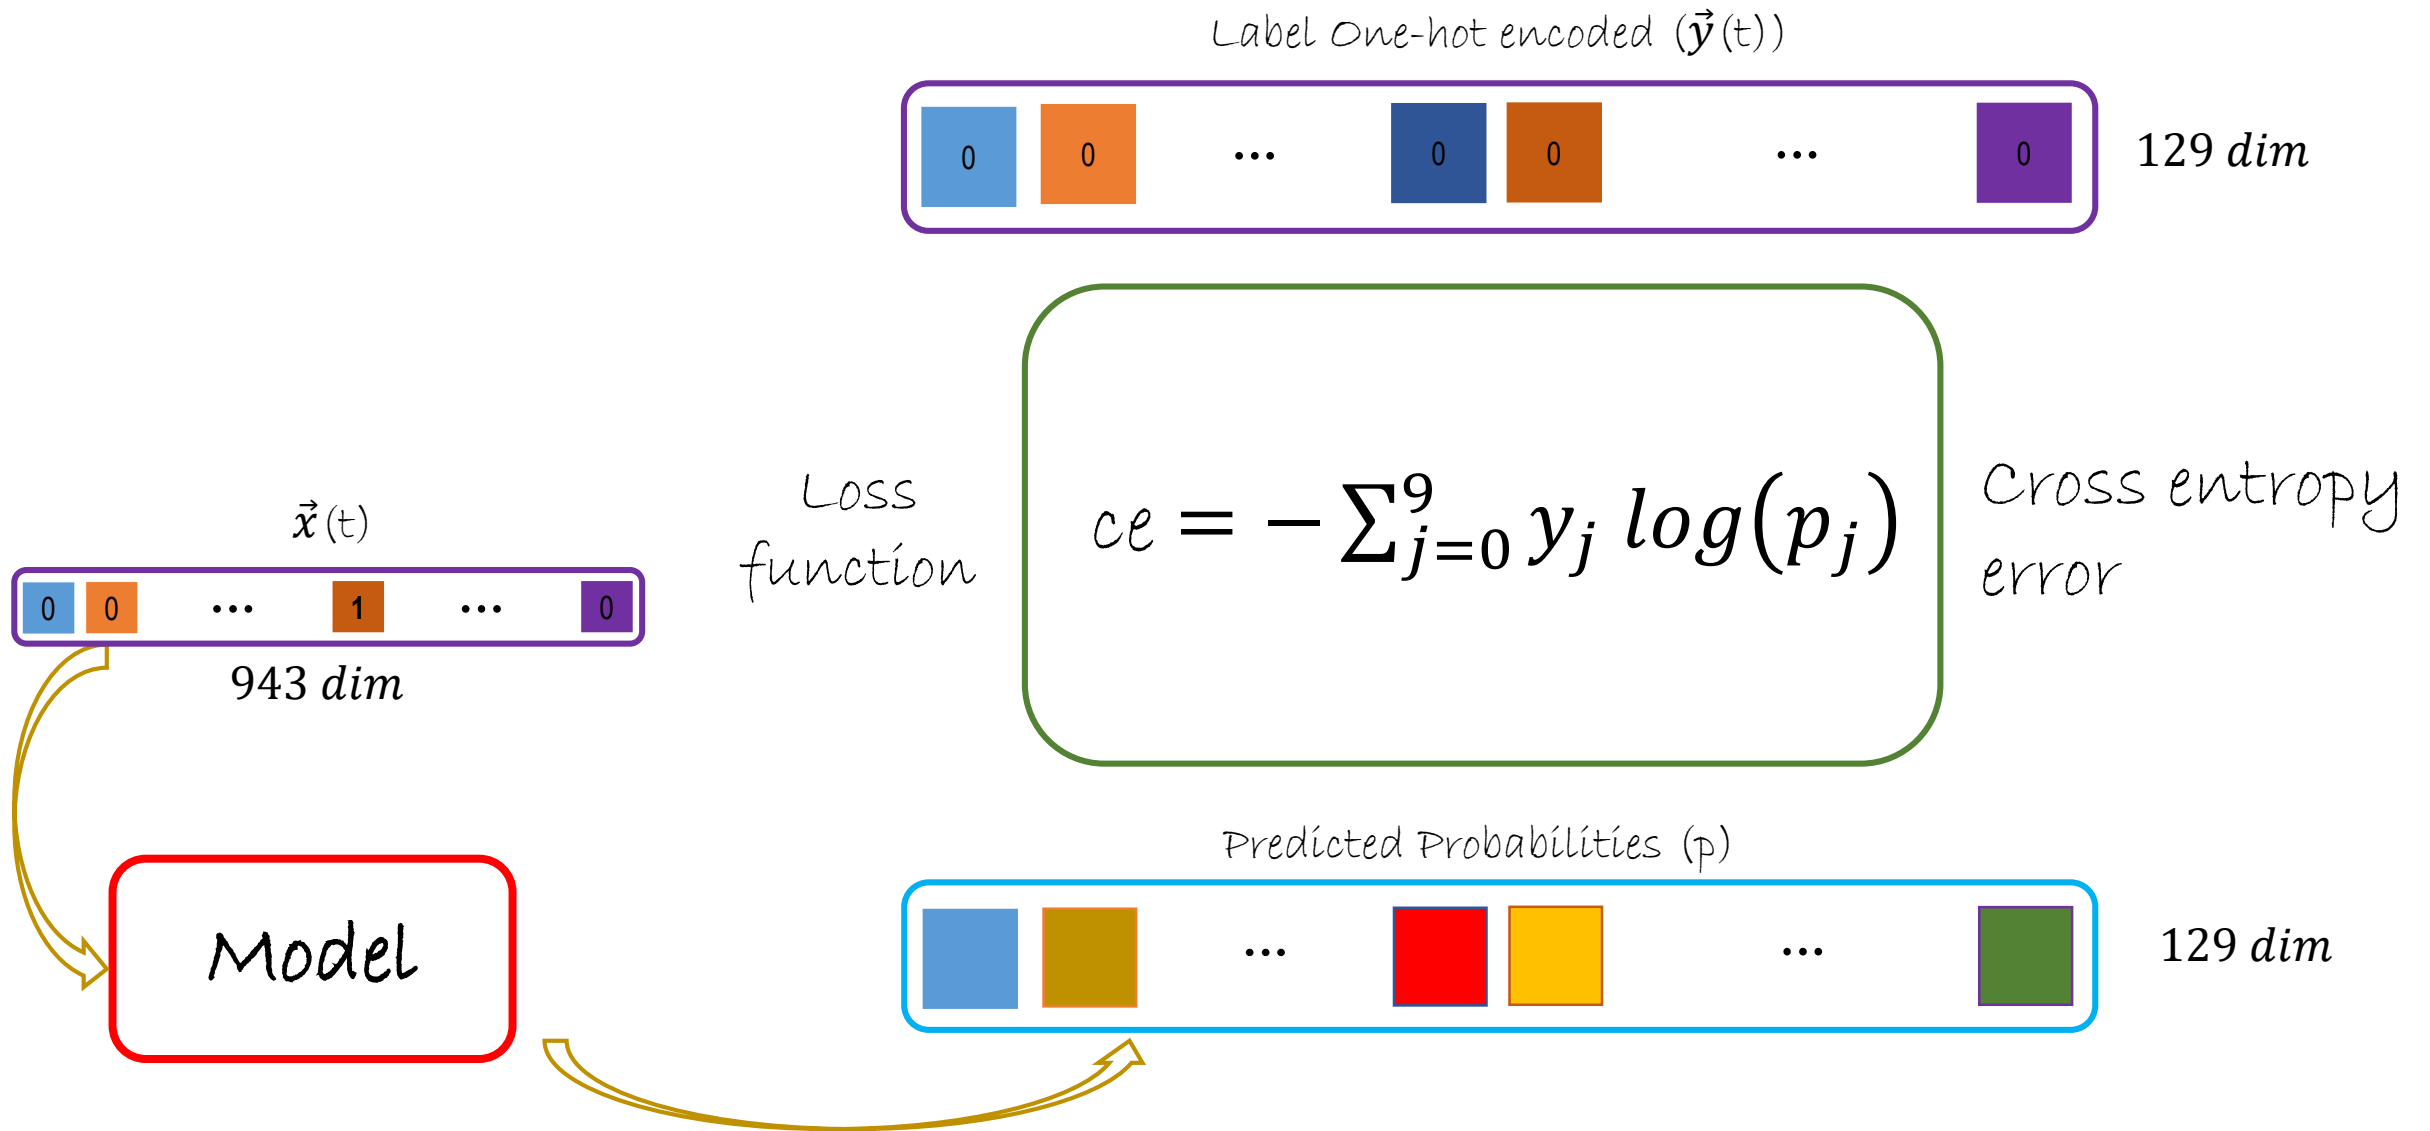 Label One-hot encoded (y⃗(t))
0 0 ... 0 0 ... 0
129 dim
Loss
function
ce = − ∑_{j=0}^{9} y_j log(p_j)
Cross entropy
error
x⃗(t)
0 0 ... 1 ... 0
943 dim
Model
Predicted Probabilities (p)
... ...
129 dim